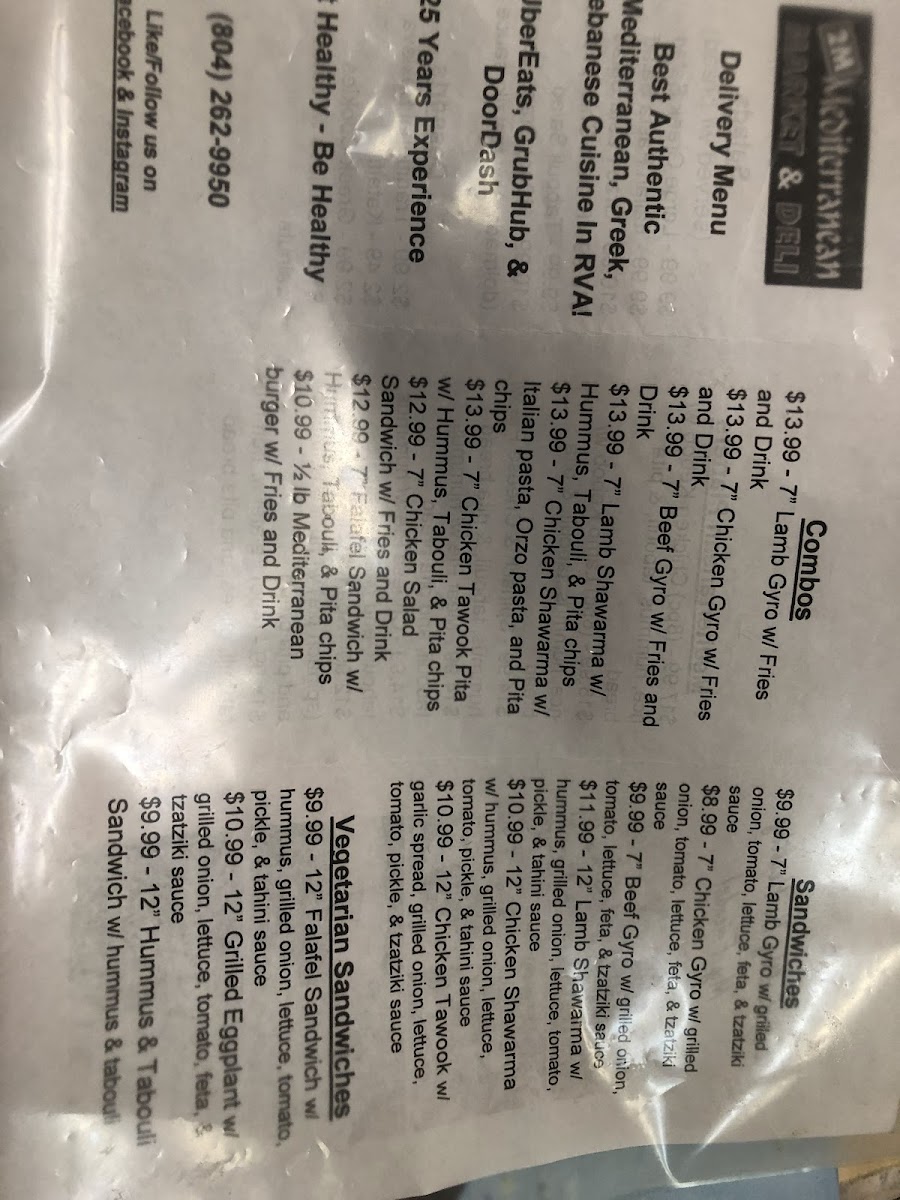 2M Mediterranean
MARKET & DELI
Delivery Menu
Best Authentic
Mediterranean, Greek,
ebanese Cuisine In RVA!
UberEats, GrubHub, &
DoorDash
25 Years Experience
t Healthy - Be Healthy
(804) 262-9950
Like/Follow us on
acebook & Instagram
Combos
$13.99 - 7” Lamb Gyro w/ Fries
and Drink
$13.99 - 7” Chicken Gyro w/ Fries
and Drink
$13.99 - 7” Beef Gyro w/ Fries and
Drink
$13.99 - 7” Lamb Shawarma w/
Hummus, Tabouli, & Pita chips
$13.99 - 7” Chicken Shawarma w/
Italian pasta, Orzo pasta, and Pita
chips
$13.99 - 7” Chicken Tawook Pita
w/ Hummus, Tabouli, & Pita chips
$12.99 - 7” Chicken Salad
Sandwich w/ Fries and Drink
$12.99 - 7” Falafel Sandwich w/
Hummus, Tabouli, & Pita chips
$10.99 - ½ lb Mediterranean
burger w/ Fries and Drink
Sandwiches
$9.99 - 7” Lamb Gyro w/ grilled
onion, tomato, lettuce, feta, & tzatziki
sauce
$8.99 - 7” Chicken Gyro w/ grilled
onion, tomato, lettuce, feta, & tzatziki
sauce
$9.99 - 7” Beef Gyro w/ grilled onion,
tomato, lettuce, feta, & tzatziki sauce
$11.99 - 12” Lamb Shawarma w/
hummus, grilled onion, lettuce, tomato,
pickle, & tahini sauce
$10.99 - 12” Chicken Shawarma
w/ hummus, grilled onion, lettuce,
tomato, pickle, & tahini sauce
$10.99 - 12” Chicken Tawook w/
garlic spread, grilled onion, lettuce,
tomato, pickle, & tzatziki sauce
Vegetarian Sandwiches
$9.99 - 12” Falafel Sandwich w/
hummus, grilled onion, lettuce, tomato,
pickle, & tahini sauce
$10.99 - 12” Grilled Eggplant w/
grilled onion, lettuce, tomato, feta, &
tzatziki sauce
$9.99 - 12” Hummus & Tabouli
Sandwich w/ hummus & tabouli